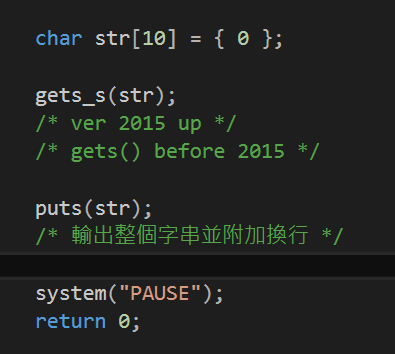 char str[10] = { 0 };
gets_s(str);
/* ver 2015 up */
/* gets() before 2015 */
puts(str);
/* 輸出整個字串並附加換行 */
system("PAUSE");
return 0;